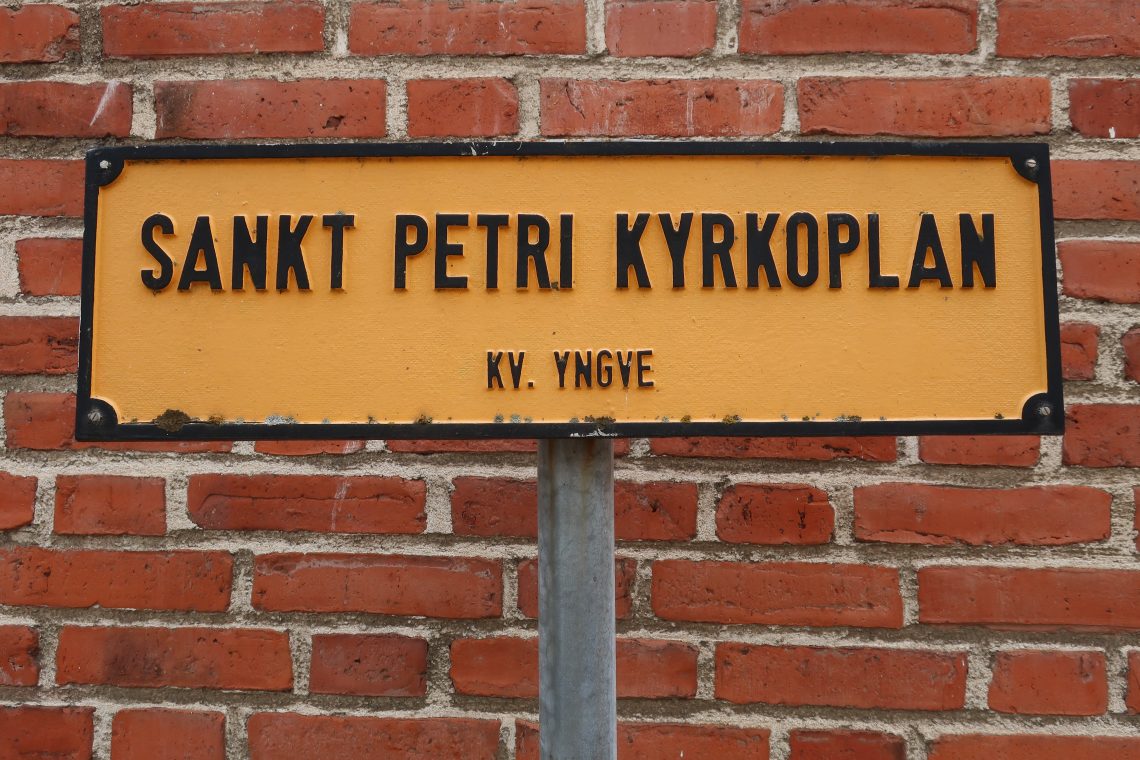 SANKT PETRI KYRKOPLAN
KV. YNGVE